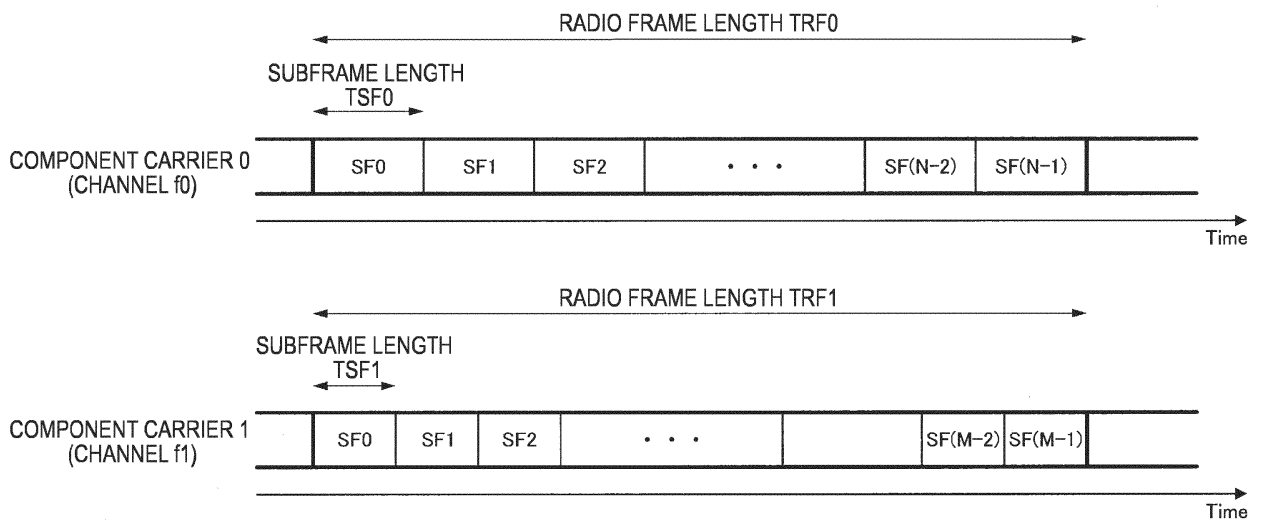 RADIO FRAME LENGTH TRF0
SUBFRAME LENGTH
TSF0
COMPONENT CARRIER 0
(CHANNEL f0)
SF0 SF1 SF2 ・・・ SF(N-2) SF(N-1)
Time
RADIO FRAME LENGTH TRF1
SUBFRAME LENGTH
TSF1
COMPONENT CARRIER 1
(CHANNEL f1)
SF0 SF1 SF2 ・・・ SF(M-2) SF(M-1)
Time